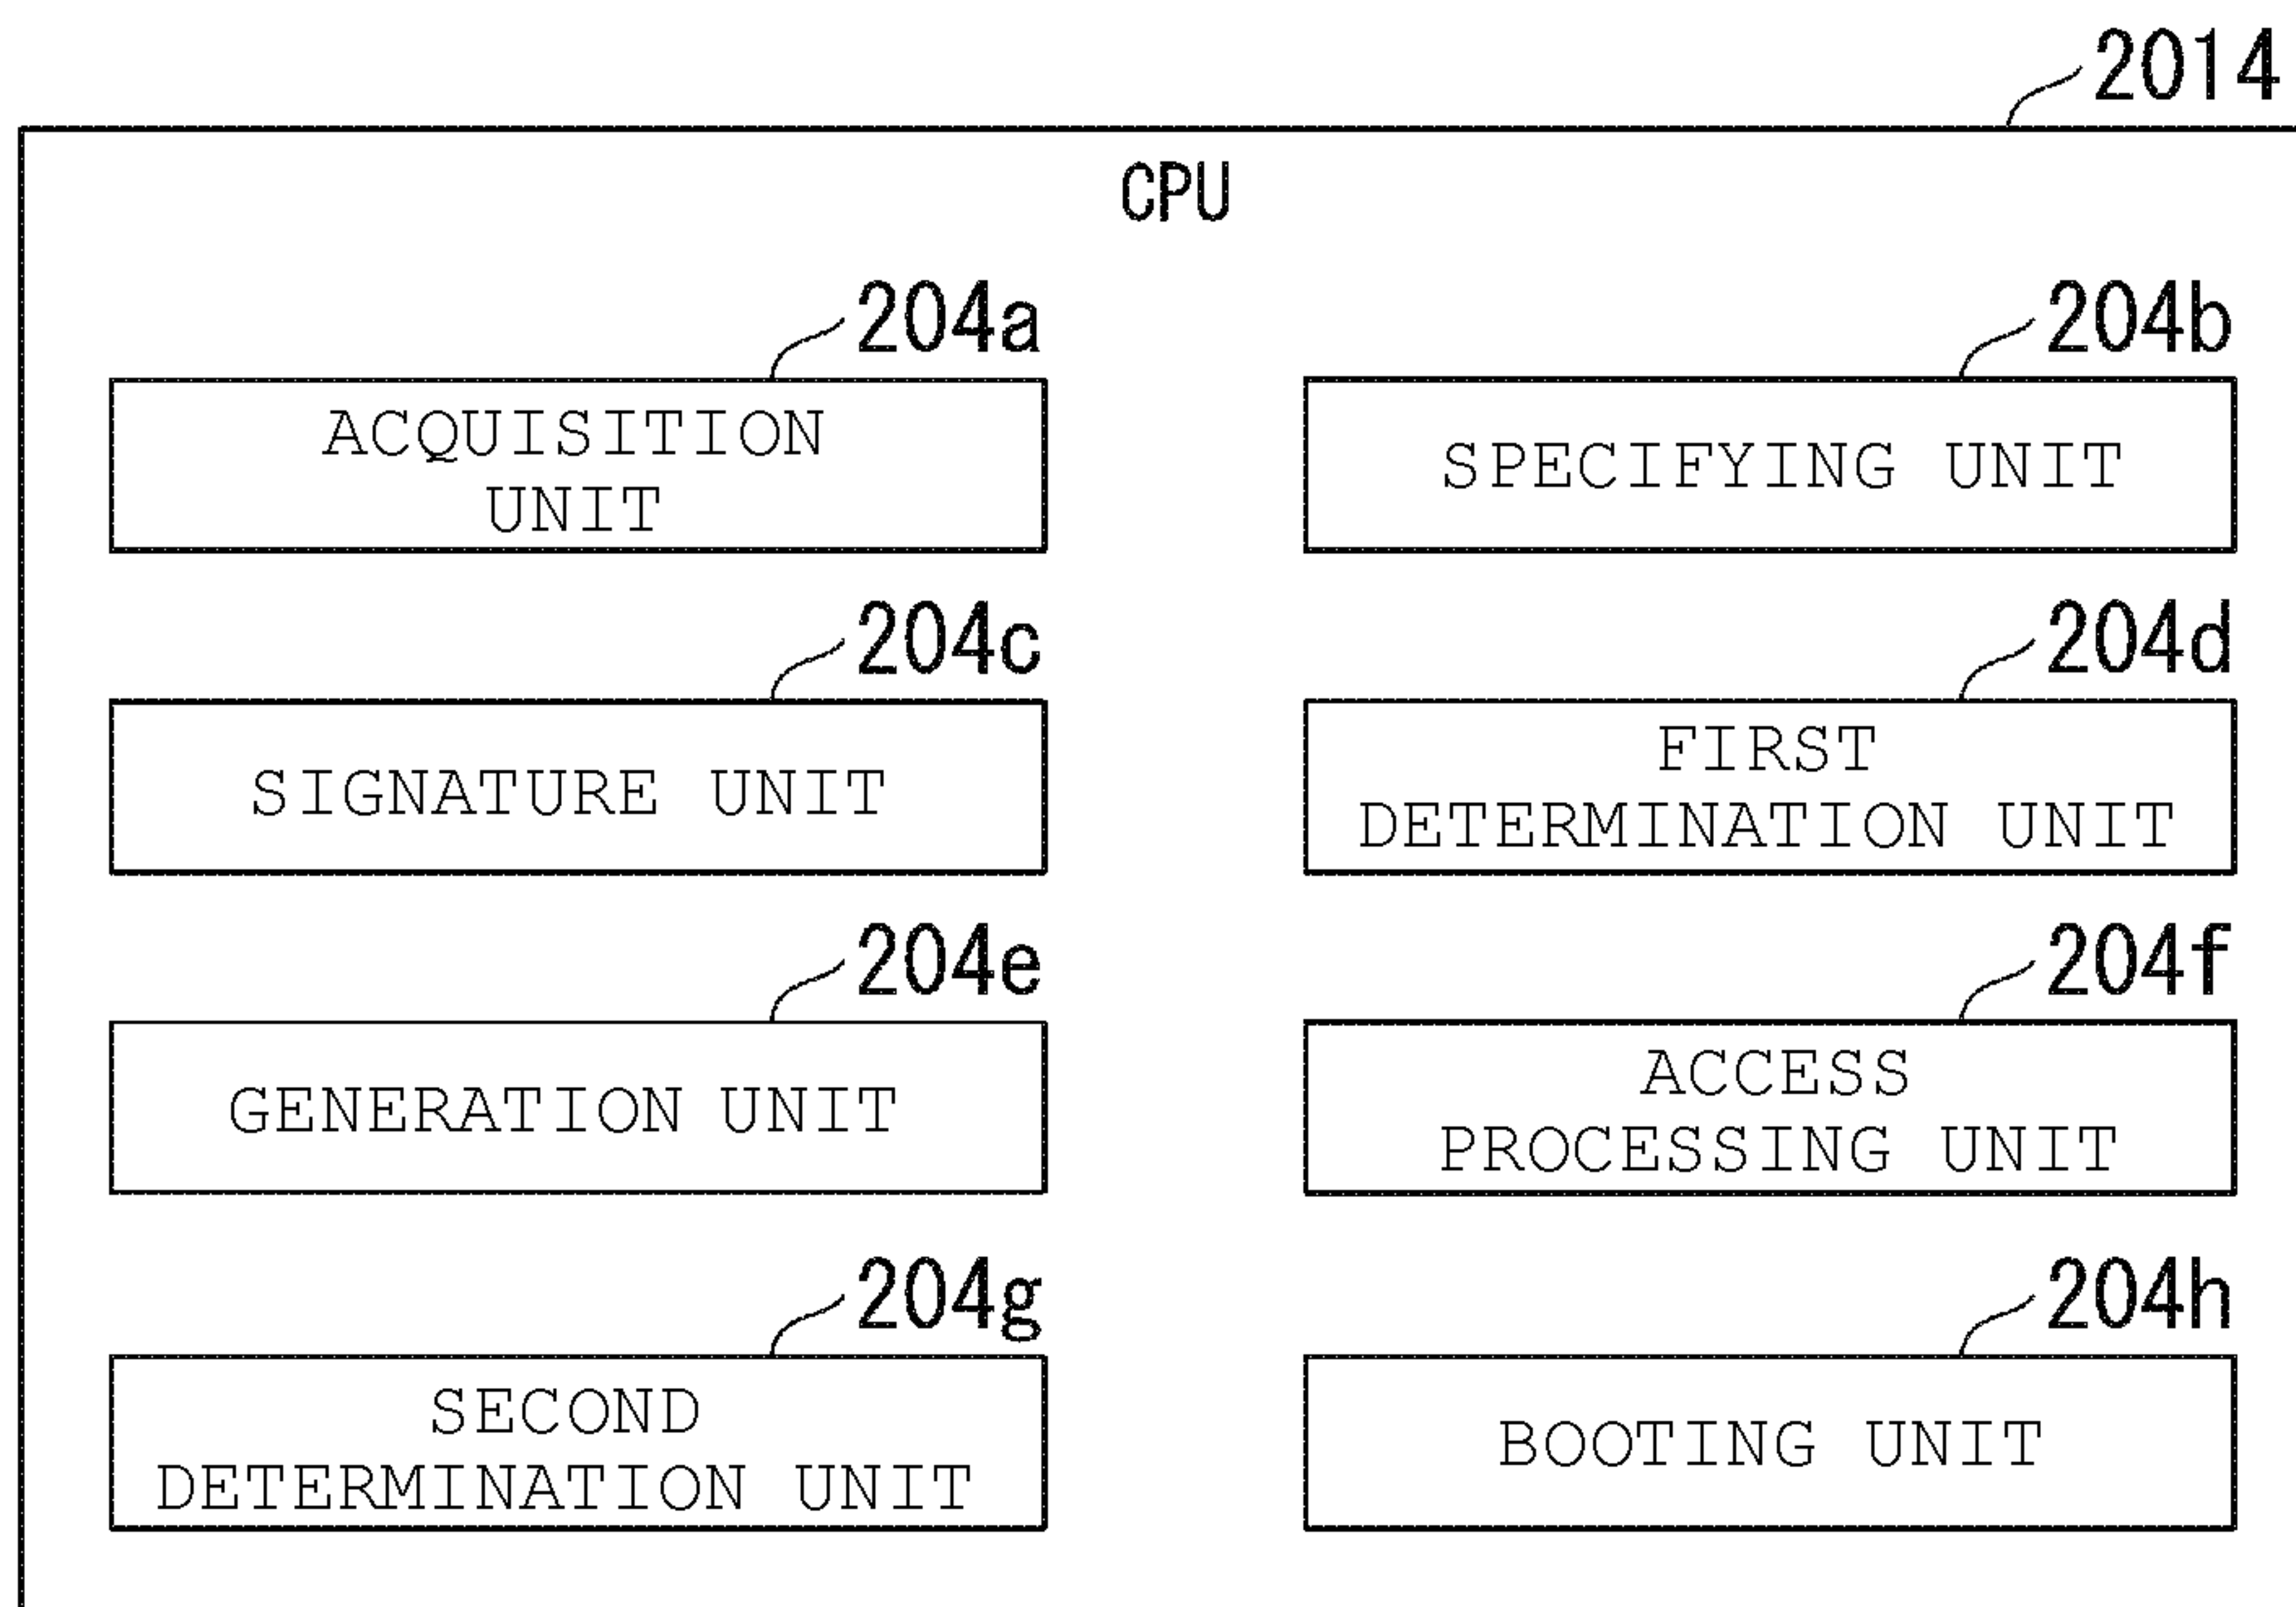 2014
CPU
204a
ACQUISITION
UNIT
204b
SPECIFYING UNIT
204c
SIGNATURE UNIT
204d
FIRST
DETERMINATION UNIT
204e
GENERATION UNIT
204f
ACCESS
PROCESSING UNIT
204g
SECOND
DETERMINATION UNIT
204h
BOOTING UNIT